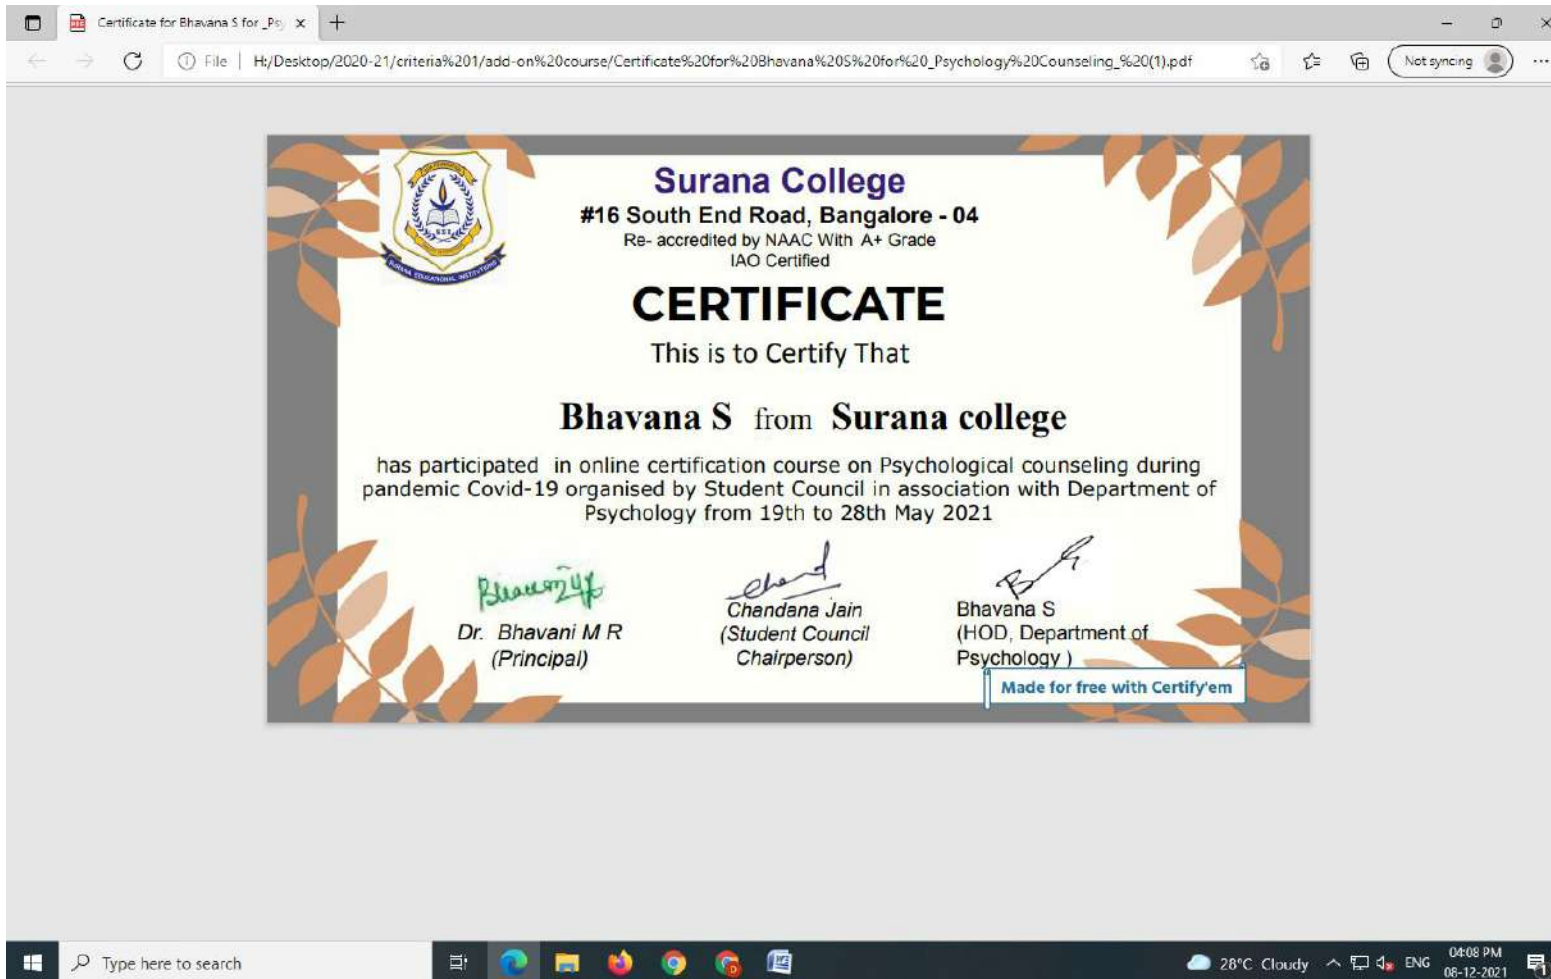 Certificate for Bhavana S for _Psy
File
H:/Desktop/2020-21/criteria%201/add-on%20course/Certificate%20for%20Bhavana%20S%20for%20_Psychology%20Counseling_%20(1).pdf
Not syncing
SURANA EDUCATIONAL INSTITUTIONS
Surana College
#16 South End Road, Bangalore - 04
Re- accredited by NAAC With A+ Grade
IAO Certified
CERTIFICATE
This is to Certify That
Bhavana S from Surana college
has participated in online certification course on Psychological counseling during
pandemic Covid-19 organised by Student Council in association with Department of
Psychology from 19th to 28th May 2021
Dr. Bhavani M R
(Principal)
Chandana Jain
(Student Council
Chairperson)
Bhavana S
(HOD, Department of
Psychology )
Made for free with Certify'em
Type here to search
28°C Cloudy
ENG
04:08 PM
08-12-2021